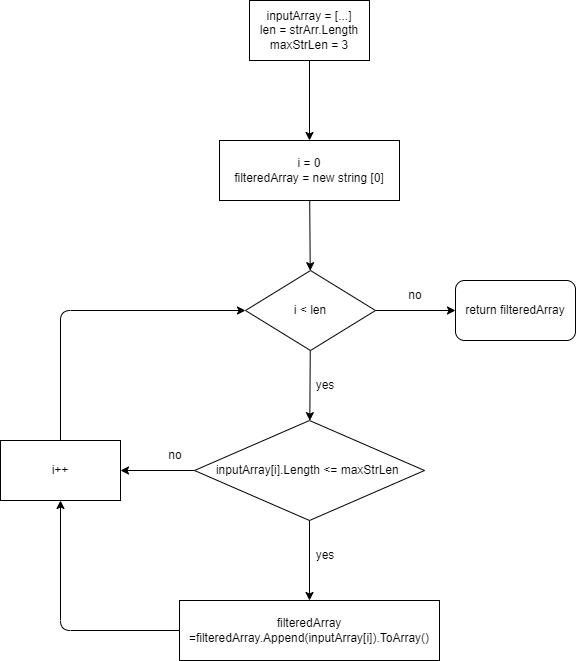 inputArray = [...]
len = strArr.Length
maxStrLen = 3
i = 0
filteredArray = new string [0]
i < len
no
return filteredArray
yes
inputArray[i].Length <= maxStrLen
no
i++
yes
filteredArray
=filteredArray.Append(inputArray[i]).ToArray()